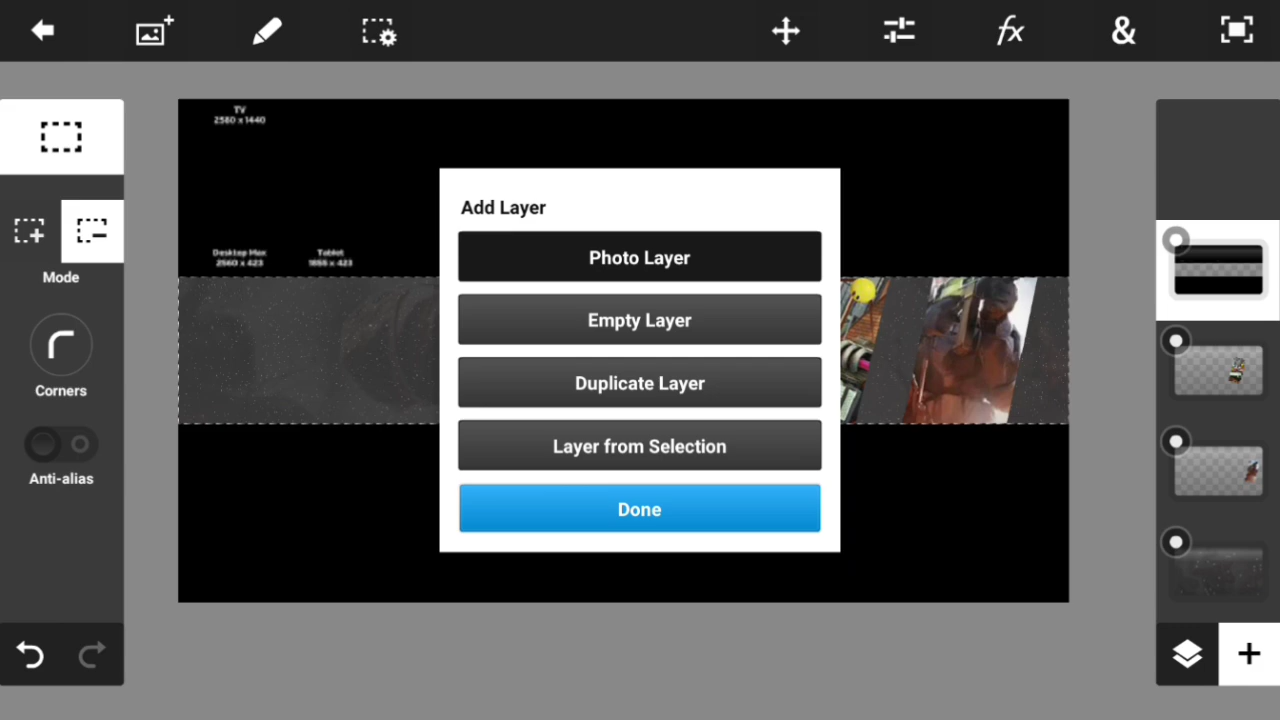 fx
&
TV
2560 x 1440
Add Layer
Photo Layer
Desktop Max
2560 x 423
Tablet
1855 x 423
Mode
Empty Layer
Duplicate Layer
Corners
Layer from Selection
Anti-alias
Done